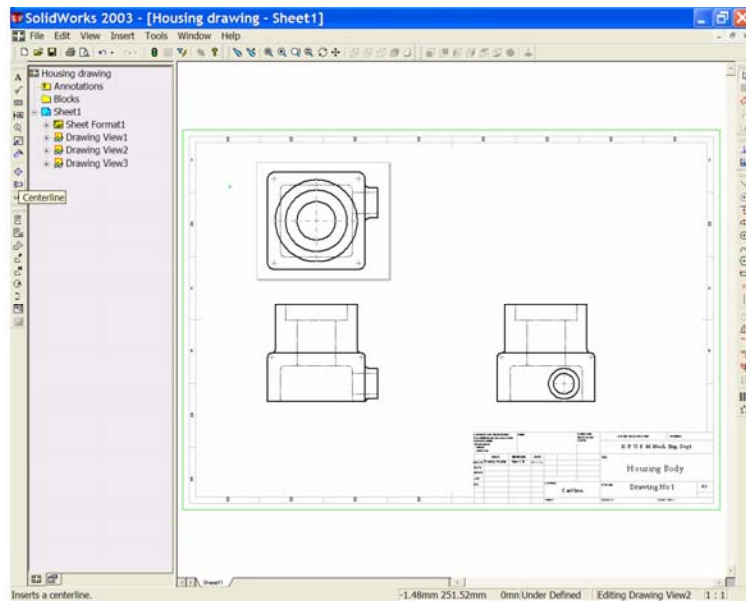 SolidWorks 2003 - [Housing drawing - Sheet1]
File Edit View Insert Tools Window Help
Housing drawing
Annotations
Blocks
Sheet1
Sheet Format1
Drawing View1
Drawing View2
Drawing View3
Centerline
Housing Body
Drawing No 1
Sheet1
Inserts a centerline.
-1.48mm 251.52mm 0mm Under Defined Editing Drawing View2 1 : 1